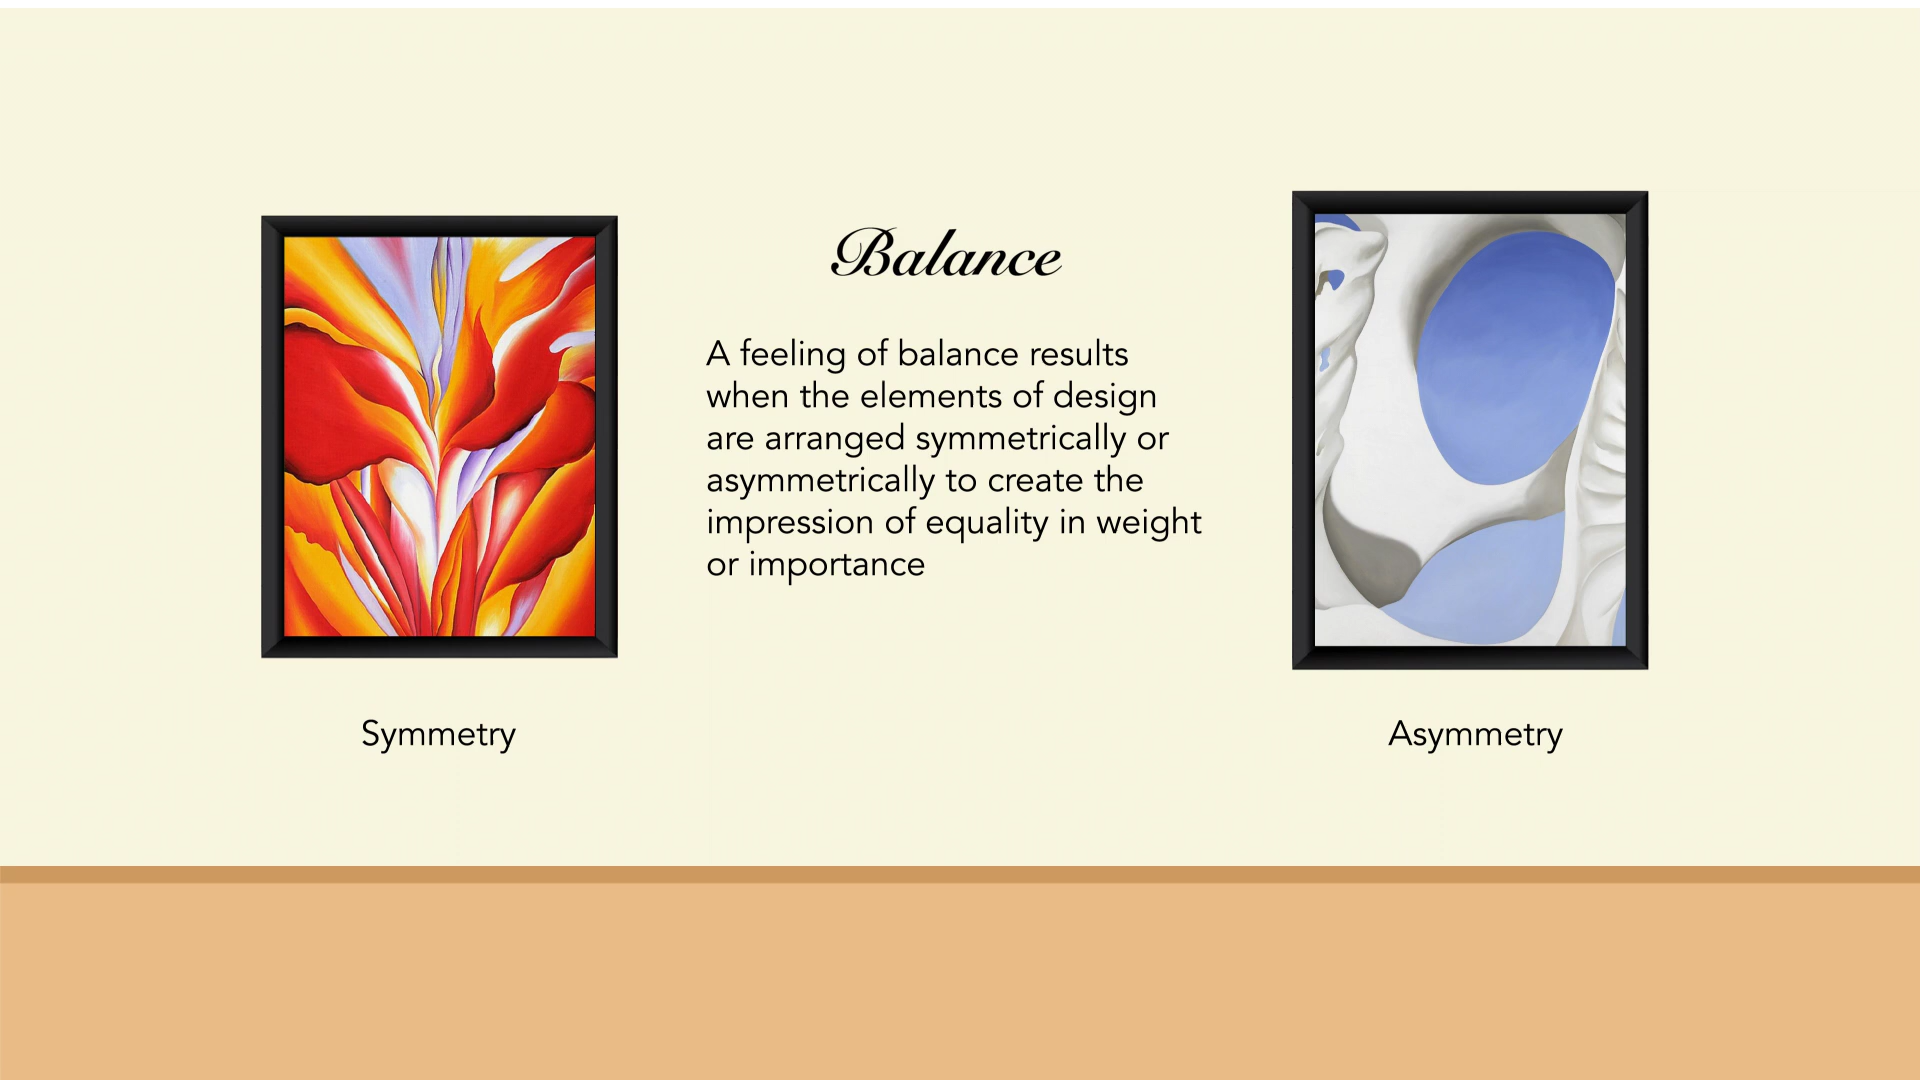 Balance
A feeling of balance results
when the elements of design
are arranged symmetrically or
asymmetrically to create the
impression of equality in weight
or importance
Symmetry
Asymmetry